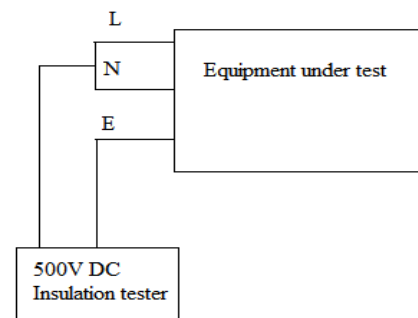 L
N
Equipment under test
E
500V DC
Insulation tester